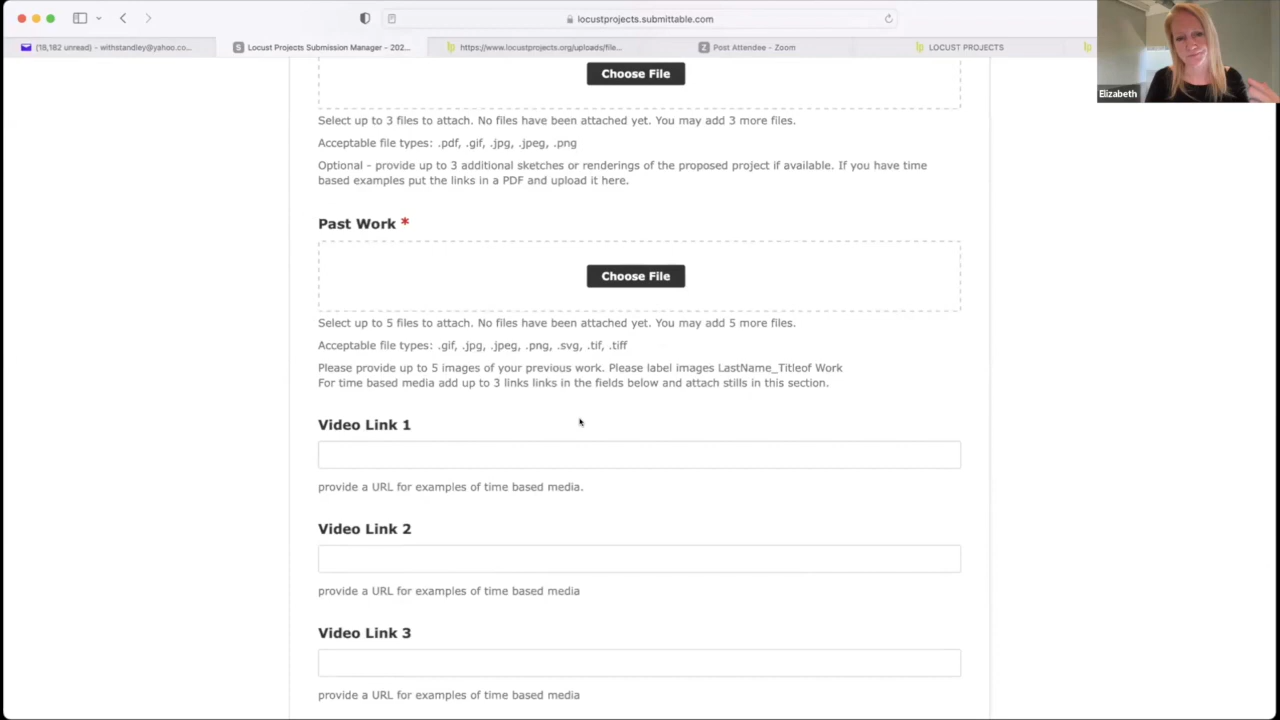 locustprojects.submittable.com
(18,182 unread) - withstandley@yahoo.co...
Locust Projects Submission Manager - 202...
https://www.locustprojects.org/uploads/file...
Post Attendee - Zoom
LOCUST PROJECTS
Elizabeth
Choose File
Select up to 3 files to attach. No files have been attached yet. You may add 3 more files.
Acceptable file types: .pdf, .gif, .jpg, .jpeg, .png
Optional - provide up to 3 additional sketches or renderings of the proposed project if available. If you have time
based examples put the links in a PDF and upload it here.
Past Work *
Choose File
Select up to 5 files to attach. No files have been attached yet. You may add 5 more files.
Acceptable file types: .gif, .jpg, .jpeg, .png, .svg, .tif, .tiff
Please provide up to 5 images of your previous work. Please label images LastName_Titleof Work
For time based media add up to 3 links links in the fields below and attach stills in this section.
Video Link 1
provide a URL for examples of time based media.
Video Link 2
provide a URL for examples of time based media
Video Link 3
provide a URL for examples of time based media